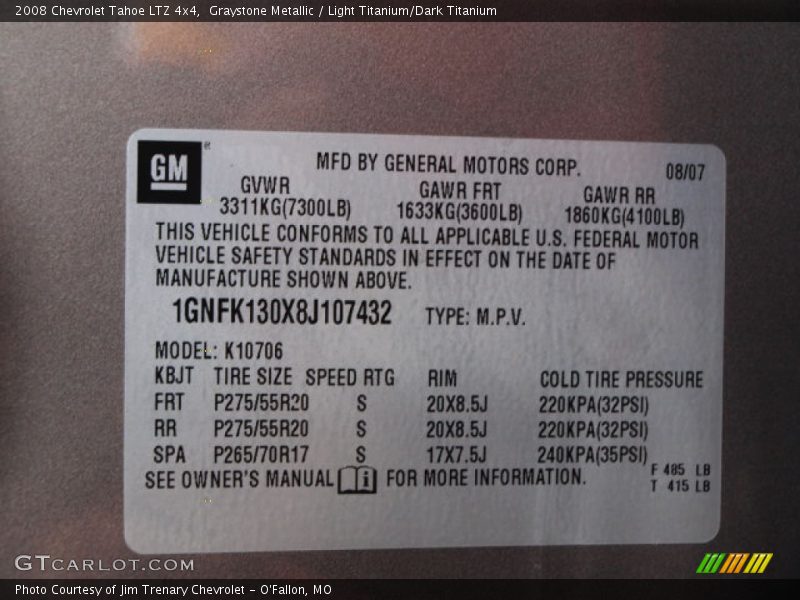 2008 Chevrolet Tahoe LTZ 4x4, Graystone Metallic / Light Titanium/Dark Titanium
GM
MFD BY GENERAL MOTORS CORP. 08/07
GVWR GAWR FRT GAWR RR
3311KG(7300LB) 1633KG(3600LB) 1860KG(4100LB)
THIS VEHICLE CONFORMS TO ALL APPLICABLE U.S. FEDERAL MOTOR
VEHICLE SAFETY STANDARDS IN EFFECT ON THE DATE OF
MANUFACTURE SHOWN ABOVE.
1GNFK130X8J107432 TYPE: M.P.V.
MODEL: K10706
KBJT TIRE SIZE SPEED RTG RIM COLD TIRE PRESSURE
FRT P275/55R20 S 20X8.5J 220KPA(32PSI)
RR P275/55R20 S 20X8.5J 220KPA(32PSI)
SPA P265/70R17 S 17X7.5J 240KPA(35PSI)
SEE OWNER'S MANUAL i FOR MORE INFORMATION. F 485 LB
T 415 LB
GTCARLOT.COM
Photo Courtesy of Jim Trenary Chevrolet - O'Fallon, MO